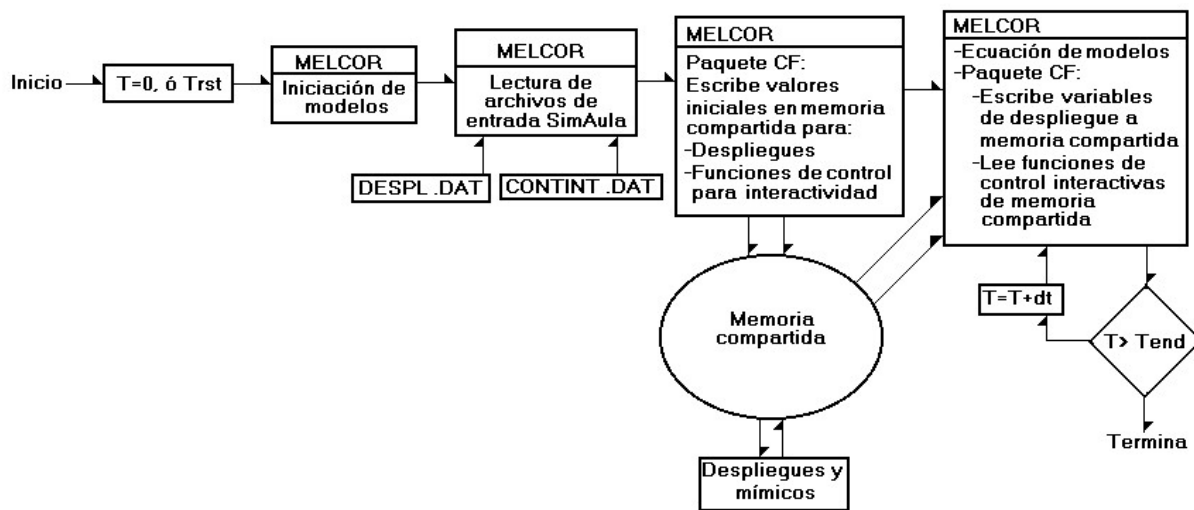 Inicio
T=0, ó Trst
MELCOR
Iniciación de
modelos
MELCOR
Lectura de
archivos de
entrada SimAula
DESPL .DAT
CONTINT .DAT
MELCOR
Paquete CF:
Escribe valores
iniciales en memoria
compartida para:
-Despliegues
-Funciones de control
para interactividad
MELCOR
-Ecuación de modelos
-Paquete CF:
-Escribe variables
de despliegue a
memoria compartida
-Lee funciones de
control interactivas
de memoria
compartida
Memoria
compartida
T=T+dt
T> Tend
Termina
Despliegues y
mímicos